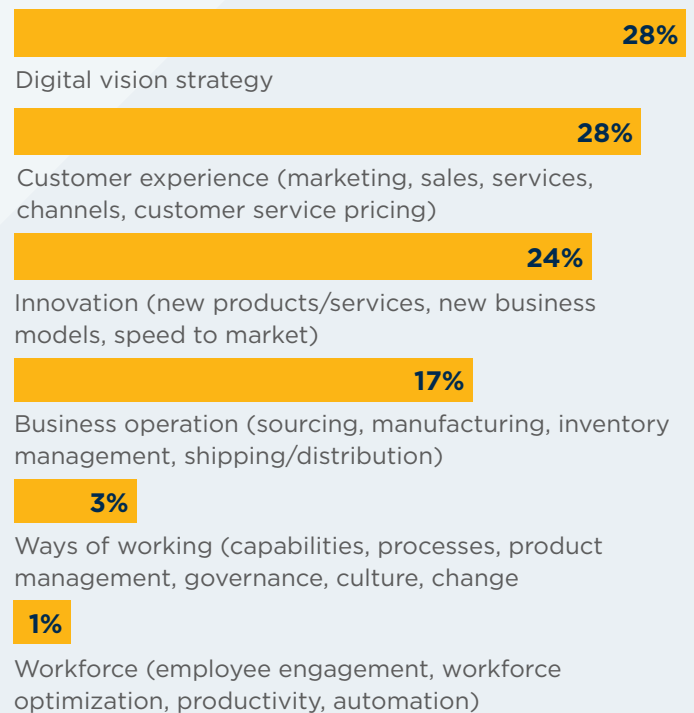 28%
Digital vision strategy
28%
Customer experience (marketing, sales, services,
channels, customer service pricing)
24%
Innovation (new products/services, new business
models, speed to market)
17%
Business operation (sourcing, manufacturing, inventory
management, shipping/distribution)
3%
Ways of working (capabilities, processes, product
management, governance, culture, change
1%
Workforce (employee engagement, workforce
optimization, productivity, automation)